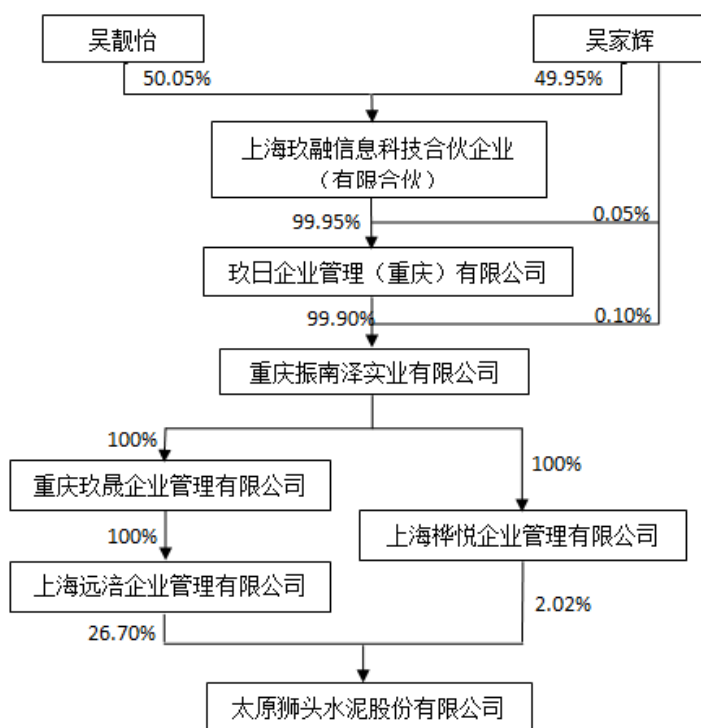 吴靓怡
吴家辉
50.05%
49.95%
上海玖融信息科技合伙企业
（有限合伙）
99.95%
0.05%
玖日企业管理（重庆）有限公司
99.90%
0.10%
重庆振南泽实业有限公司
100%
100%
重庆玖晟企业管理有限公司
100%
上海桦悦企业管理有限公司
上海远涪企业管理有限公司
2.02%
26.70%
太原狮头水泥股份有限公司